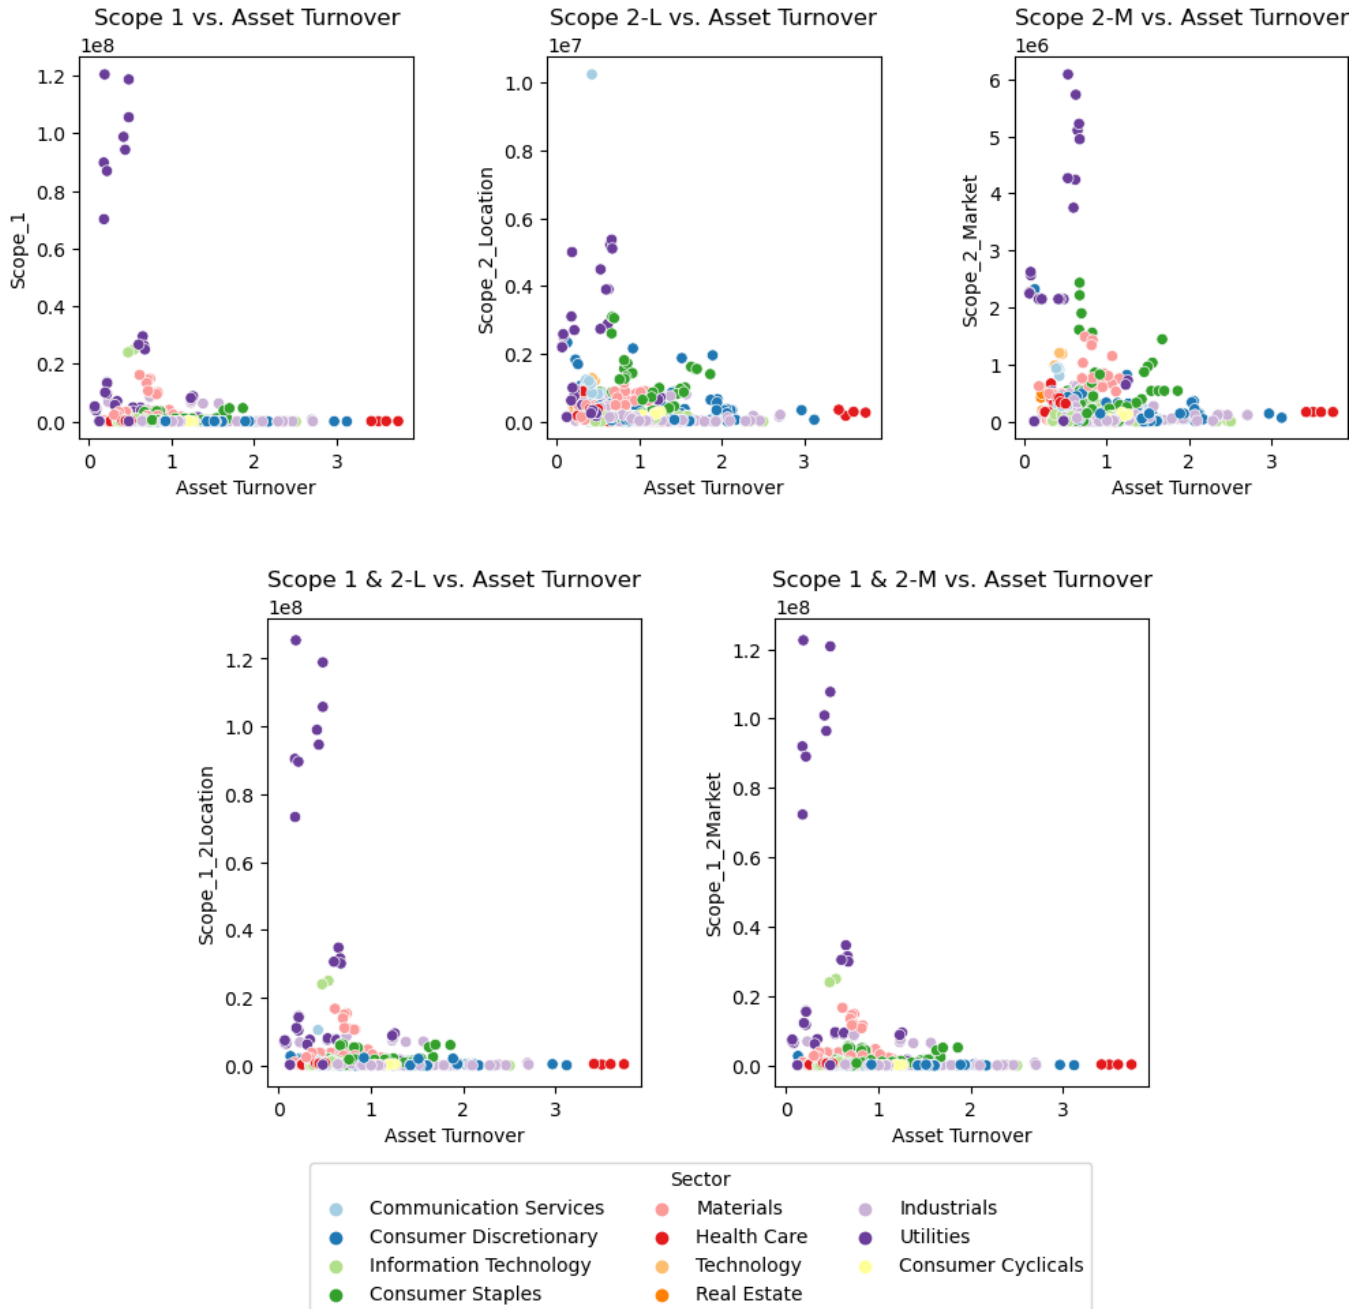 Scope 1 vs. Asset Turnover
1e8
1.2
1.0
0.8
0.6
0.4
0.2
0.0
Scope_1
0 1 2 3
Asset Turnover
Scope 2-L vs. Asset Turnover
1e7
1.0
0.8
0.6
0.4
0.2
0.0
Scope_2_Location
0 1 2 3
Asset Turnover
Scope 2-M vs. Asset Turnover
1e6
6
5
4
3
2
1
0
Scope_2_Market
0 1 2 3
Asset Turnover
Scope 1 & 2-L vs. Asset Turnover
1e8
1.2
1.0
0.8
0.6
0.4
0.2
0.0
Scope_1_2Location
0 1 2 3
Asset Turnover
Scope 1 & 2-M vs. Asset Turnover
1e8
1.2
1.0
0.8
0.6
0.4
0.2
0.0
Scope_1_2Market
0 1 2 3
Asset Turnover
Sector
Communication Services
Consumer Discretionary
Information Technology
Consumer Staples
Materials
Health Care
Technology
Real Estate
Industrials
Utilities
Consumer Cyclicals